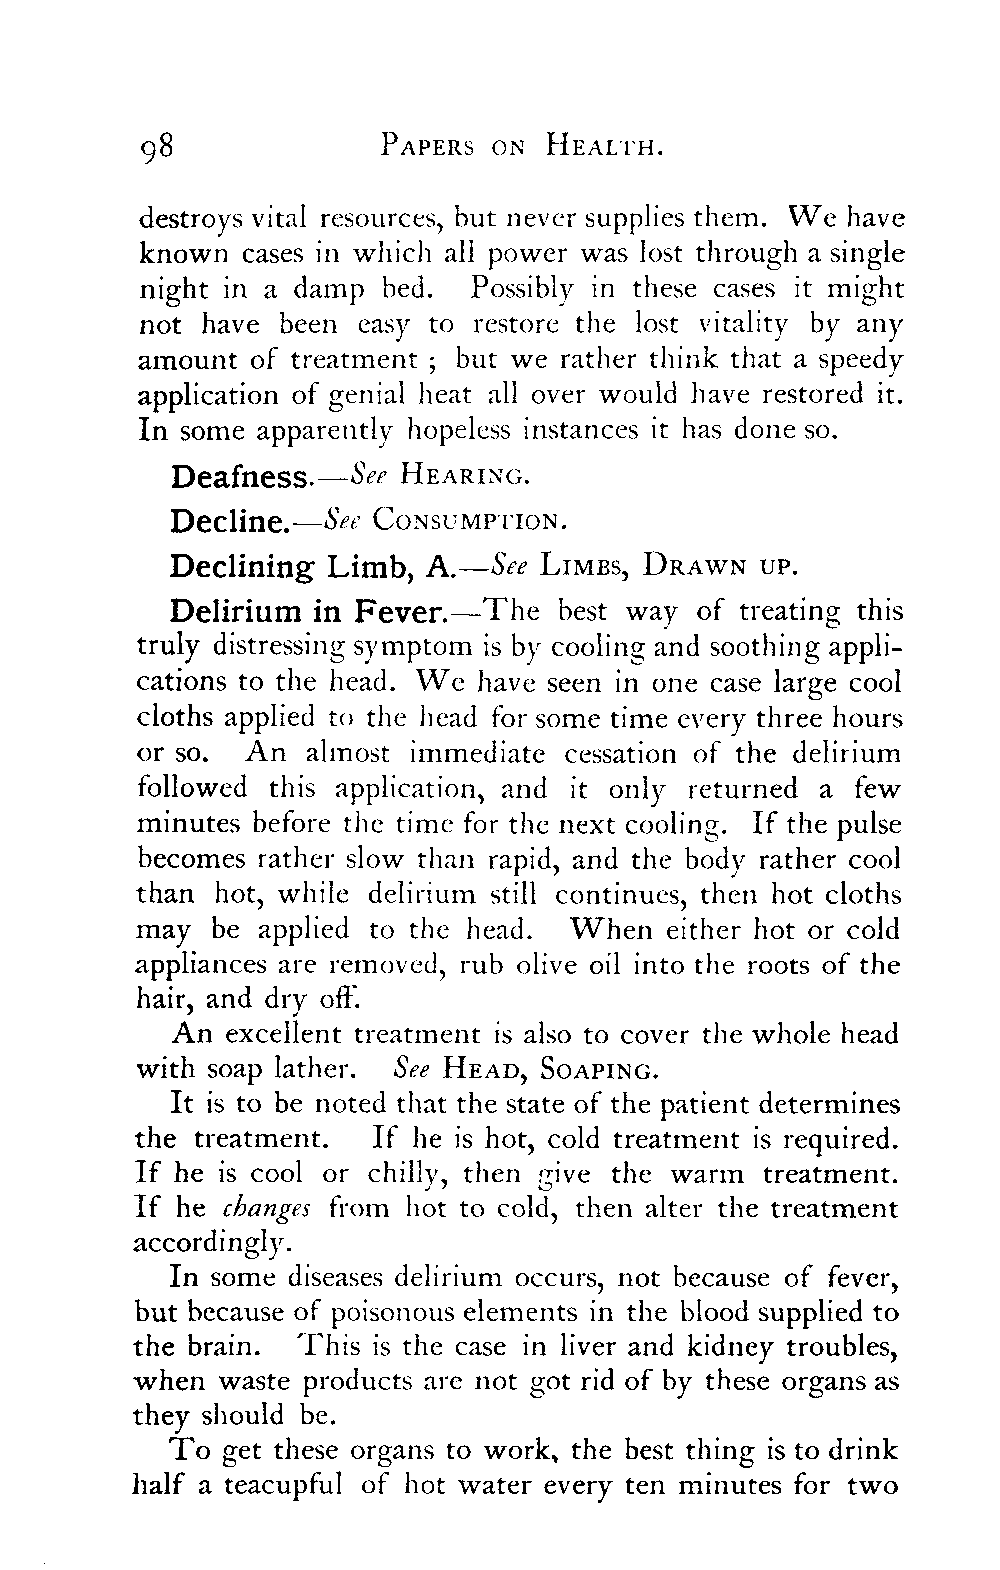 98 PAPERS ON HEALTH.
destroys vital resources, but never supplies them. We have
known cases in which all power was lost through a single
night in a damp bed. Possibly in these cases it might
not have been easy to restore the lost vitality by any
amount of treatment ; but we rather think that a speedy
application of genial heat all over would have restored it.
In some apparently hopeless instances it has done so.
Deafness.—See HEARING.
Decline.—See CONSUMPTION.
Declining Limb, A.—See LIMBS, DRAWN UP.
Delirium in Fever.—The best way of treating this
truly distressing symptom is by cooling and soothing appli-
cations to the head. We have seen in one case large cool
cloths applied to the head for some time every three hours
or so. An almost immediate cessation of the delirium
followed this application, and it only returned a few
minutes before the time for the next cooling. If the pulse
becomes rather slow than rapid, and the body rather cool
than hot, while delirium still continues, then hot cloths
may be applied to the head. When either hot or cold
appliances are removed, rub olive oil into the roots of the
hair, and dry off.
An excellent treatment is also to cover the whole head
with soap lather. See HEAD, SOAPING.
It is to be noted that the state of the patient determines
the treatment. If he is hot, cold treatment is required.
If he is cool or chilly, then give the warm treatment.
If he changes from hot to cold, then alter the treatment
accordingly.
In some diseases delirium occurs, not because of fever,
but because of poisonous elements in the blood supplied to
the brain. This is the case in liver and kidney troubles,
when waste products are not got rid of by these organs as
they should be.
To get these organs to work, the best thing is to drink
half a teacupful of hot water every ten minutes for two